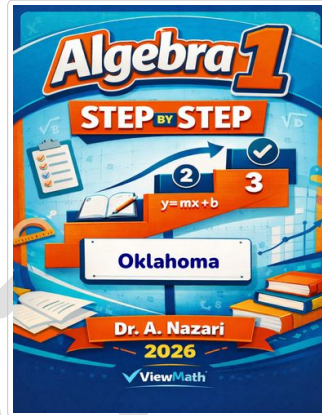 Algebra 1
STEP BY STEP
2
3
y=mx+b
Oklahoma
Dr. A. Nazari
2026
ViewMath